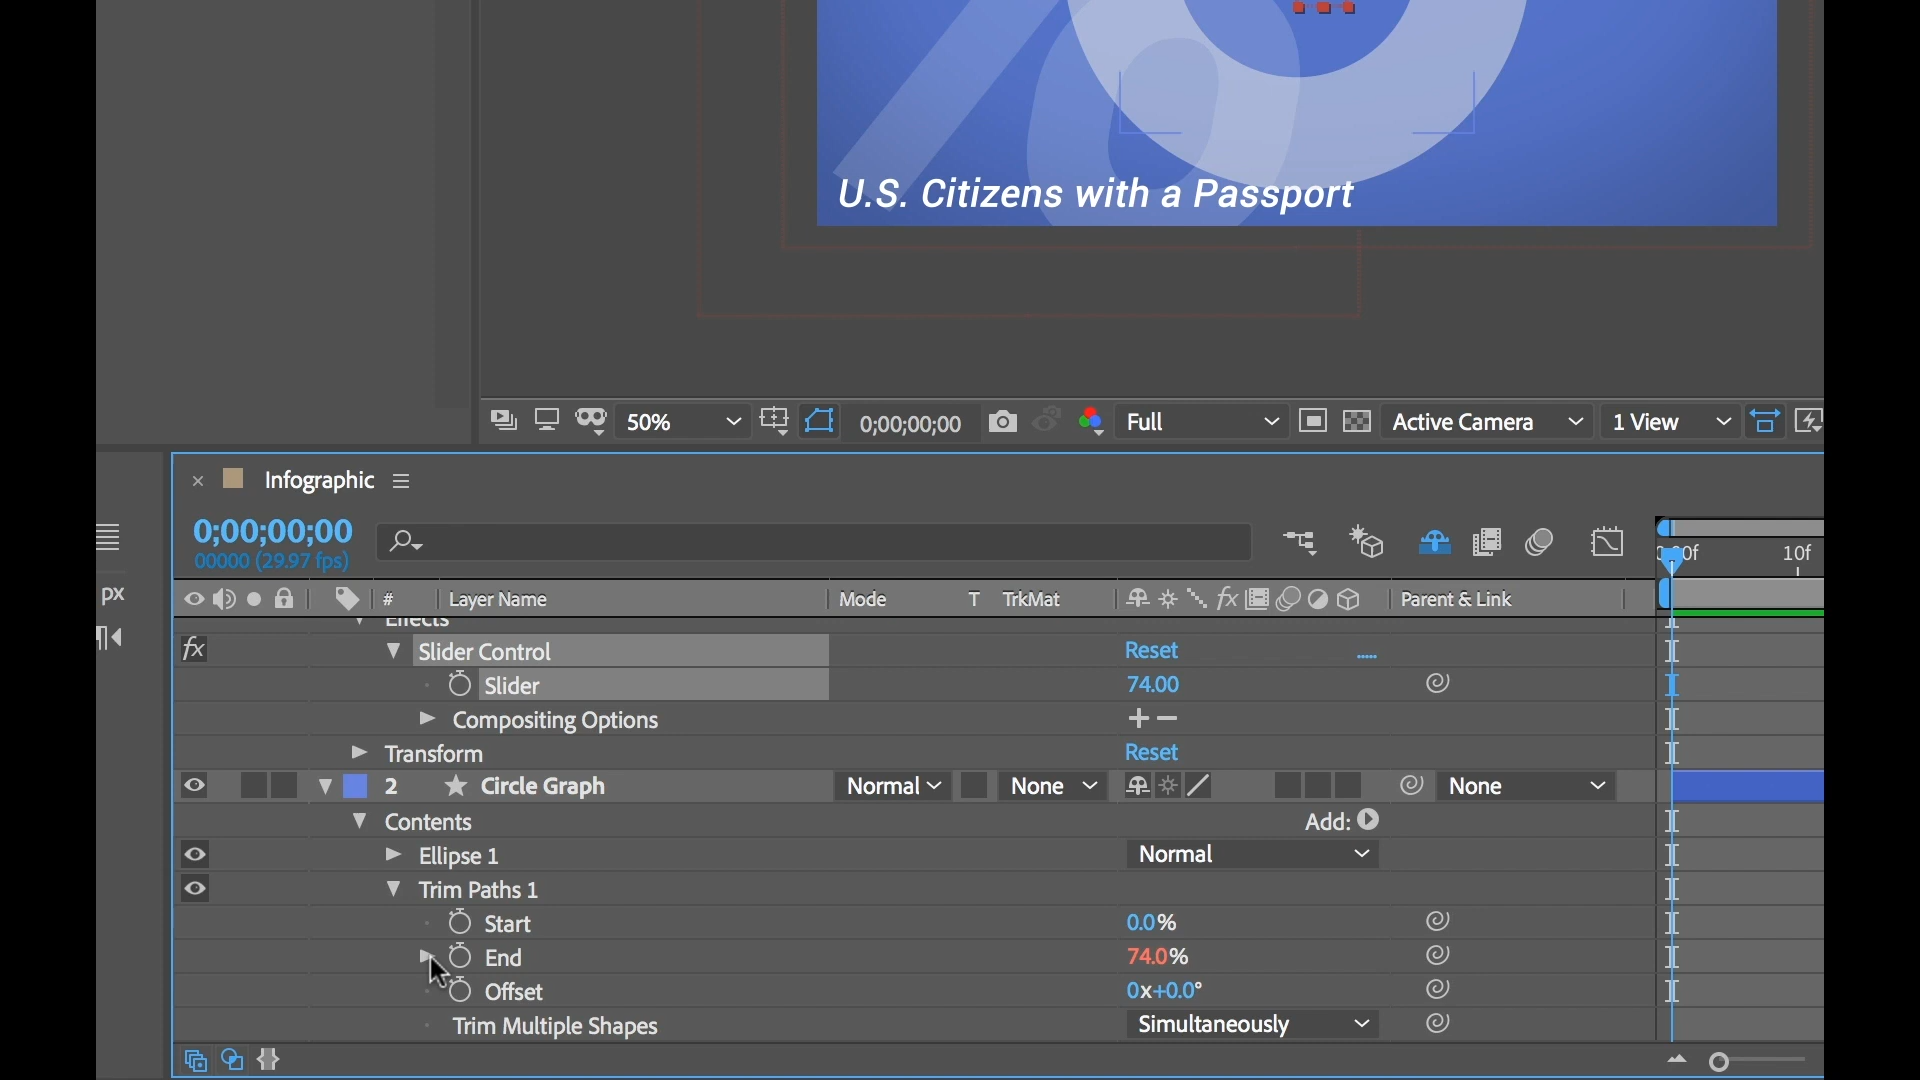 U.S. Citizens with a Passport
50%
0;00;00;00
Full
Active Camera
1 View
Infographic
0;00;00;00
00000 (29.97 fps)
10f
px
# Layer Name Mode T TrkMat fx Parent & Link
Effects
fx Slider Control Reset
Slider 74.00
Compositing Options
Transform Reset
2 Circle Graph Normal None None
Contents Add:
Ellipse 1 Normal
Trim Paths 1
Start 0.0%
End 74.0%
Offset 0x+0.0°
Trim Multiple Shapes Simultaneously